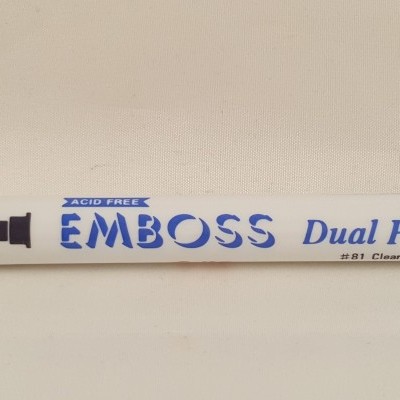 ACID FREE
EMBOSS
Dual
#81 Clear